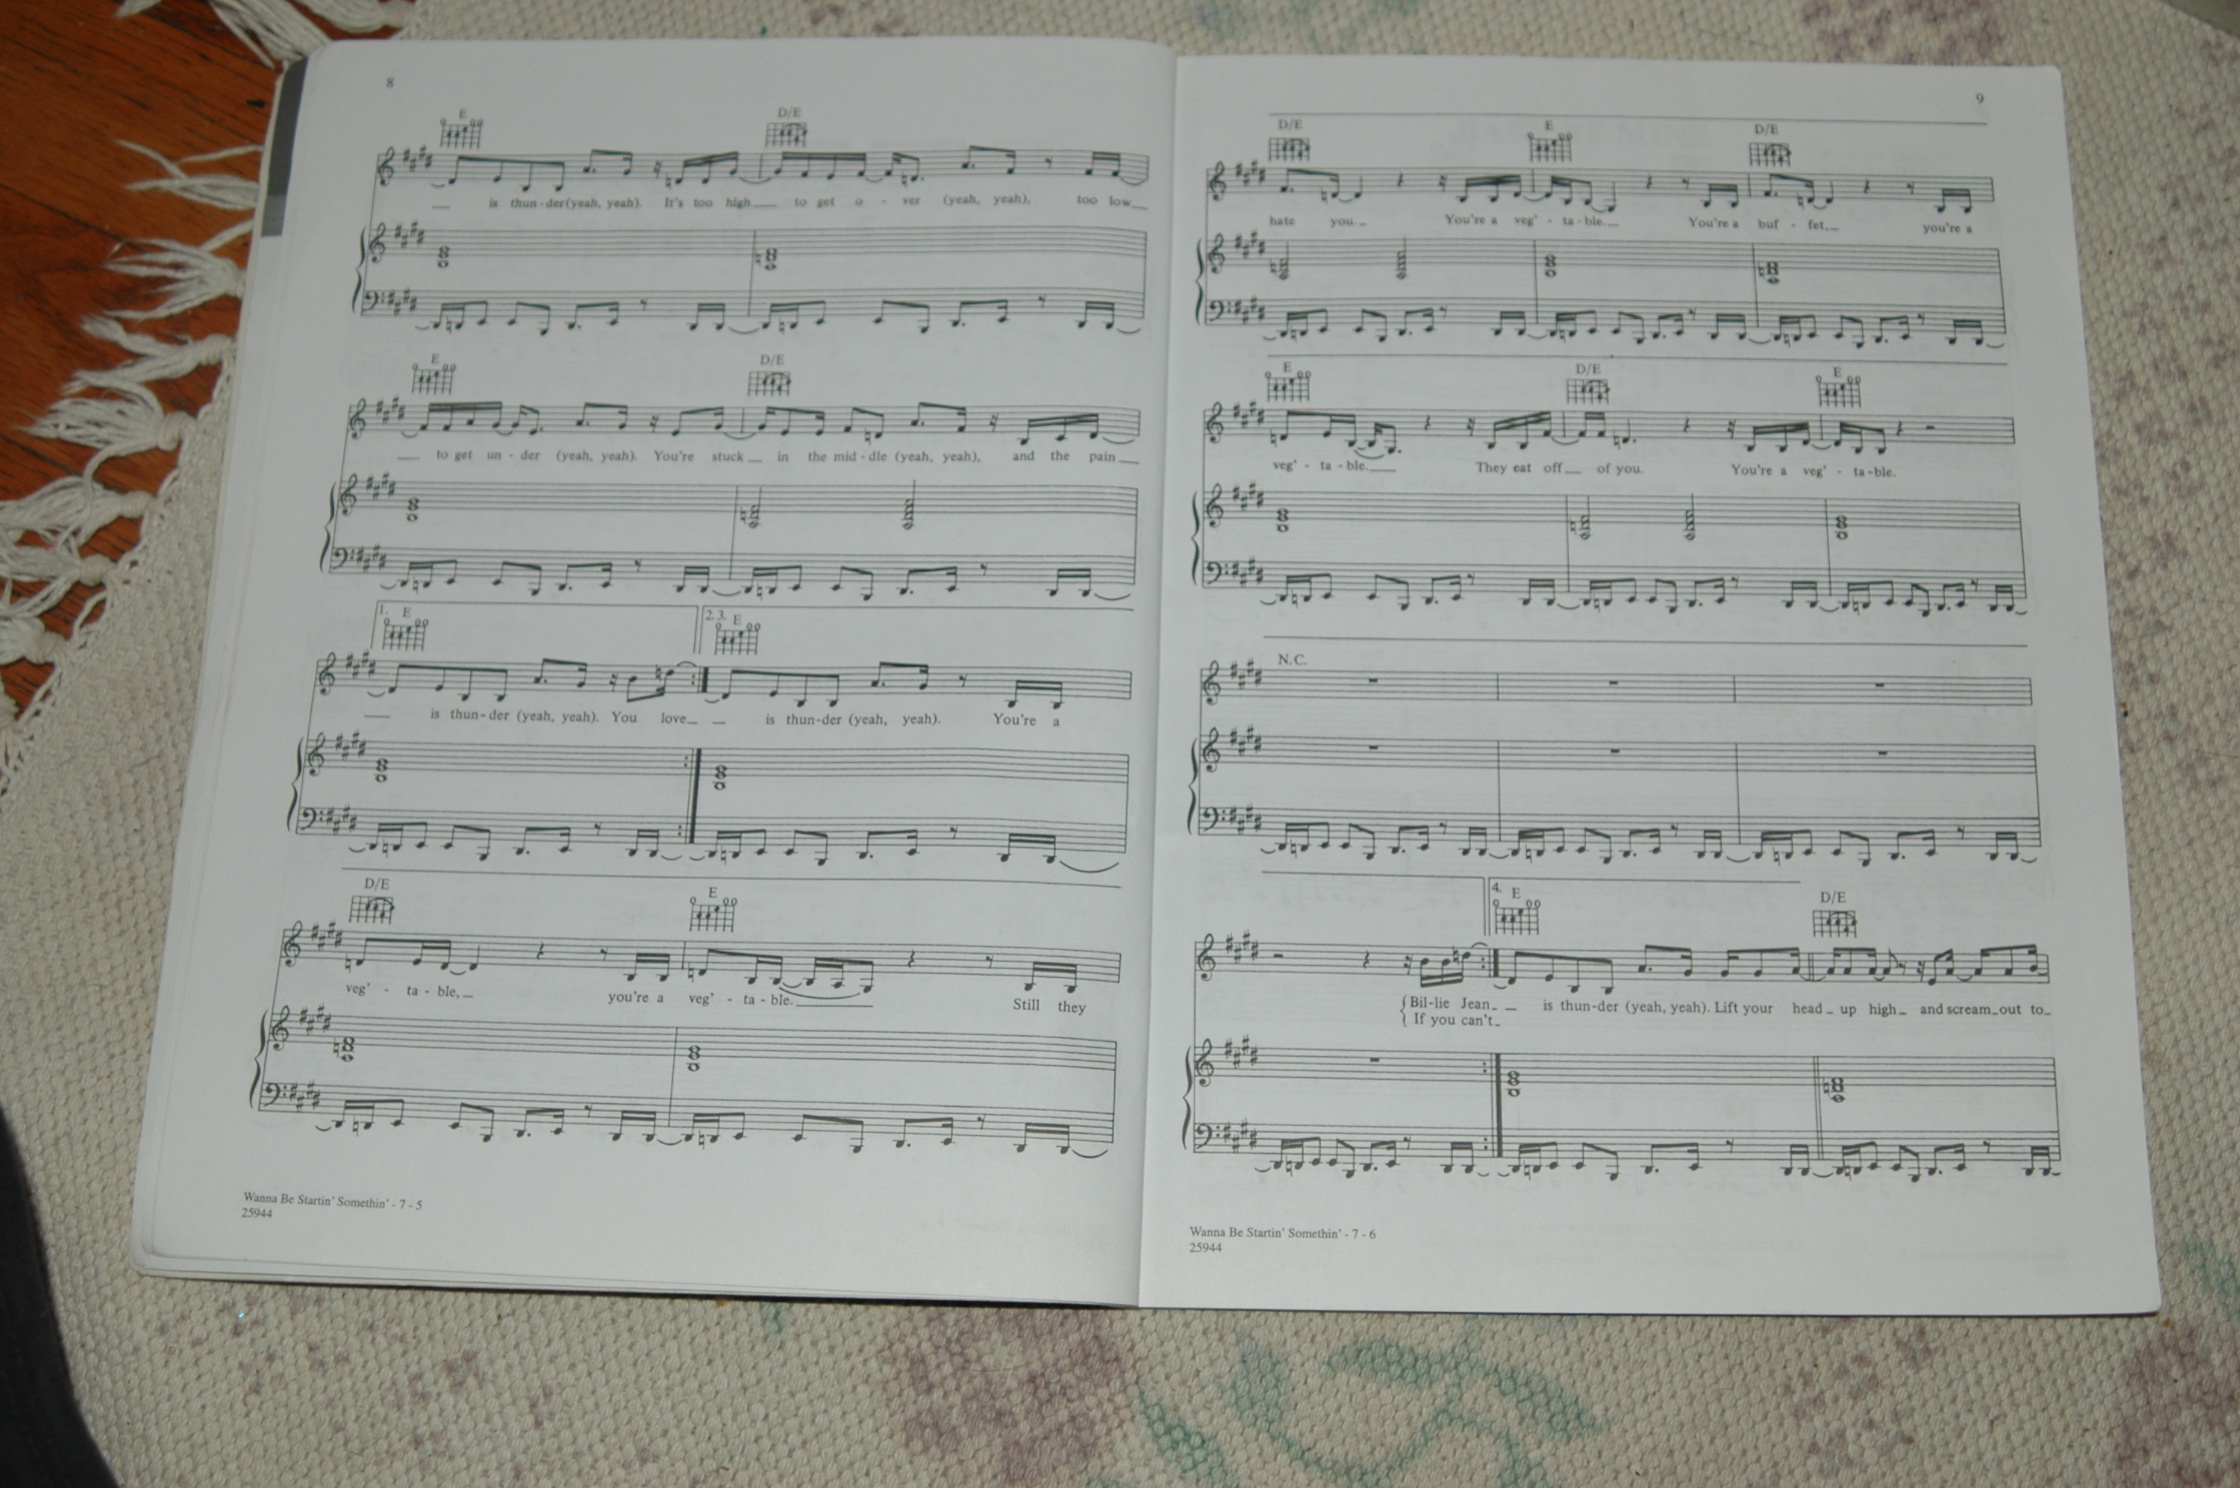 8
E D/E
is thun-der(yeah, yeah). It's too high to get o - ver (yeah, yeah), too low
E D/E
to get un - der (yeah, yeah). You're stuck in the mid - dle (yeah, yeah), and the pain
1. E 2.3. E
is thun-der (yeah, yeah). You love is thun-der (yeah, yeah). You're a
D/E E
veg' - ta - ble, you're a veg' - ta - ble. Still they
Wanna Be Startin' Somethin' - 7 - 5
25944
9
D/E E D/E
hate you. You're a veg' - ta - ble. You're a buf - fet, you're a
E D/E E
veg' - ta - ble. They eat off of you. You're a veg' - ta-ble.
N.C.
4. E D/E
Bil-lie Jean is thun-der (yeah, yeah). Lift your head up high and scream out to
If you can't
Wanna Be Startin' Somethin' - 7 - 6
25944